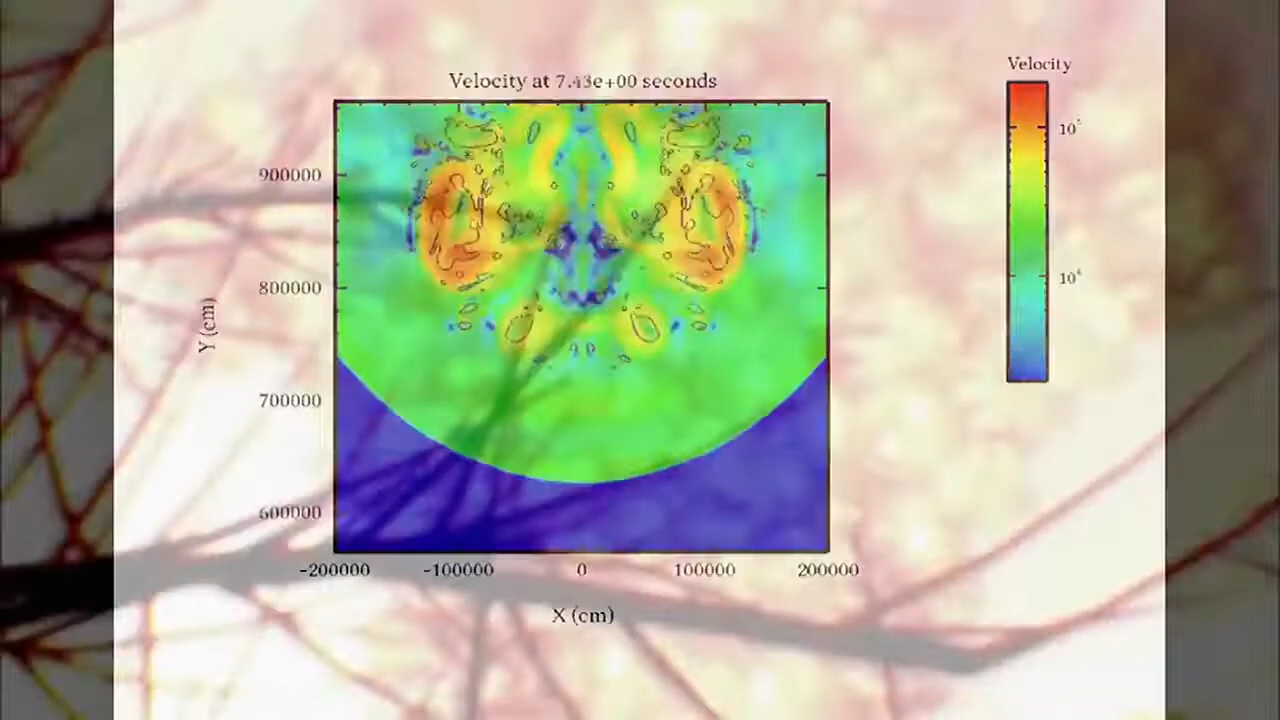 Velocity at 7.43e+00 seconds
Velocity
10⁵
10⁴
900000
800000
700000
600000
Y (cm)
-200000 -100000 0 100000 200000
X (cm)